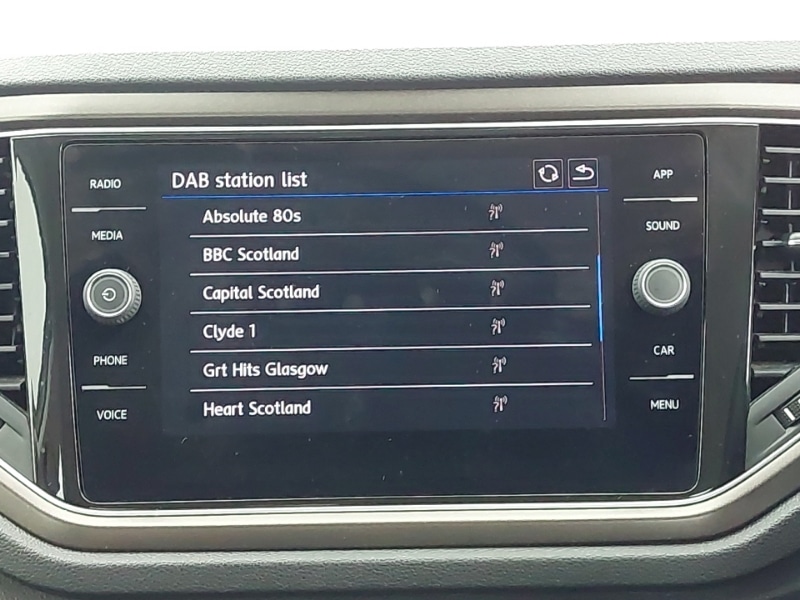 RADIO
MEDIA
PHONE
VOICE
DAB station list
Absolute 80s
BBC Scotland
Capital Scotland
Clyde 1
Grt Hits Glasgow
Heart Scotland
APP
SOUND
CAR
MENU